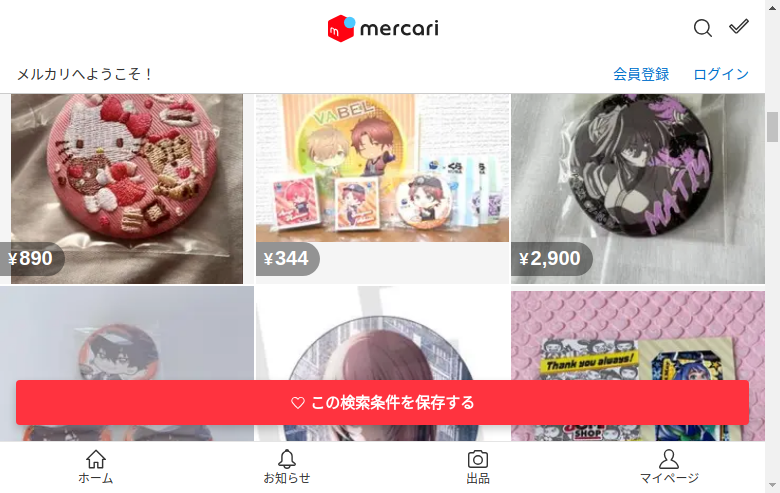 mercari
メルカリへようこそ！
会員登録
ログイン
VABEL
MATIN
¥890
¥344
¥2,900
Thank you always!
SHOP
この検索条件を保存する
ホーム
お知らせ
出品
マイページ